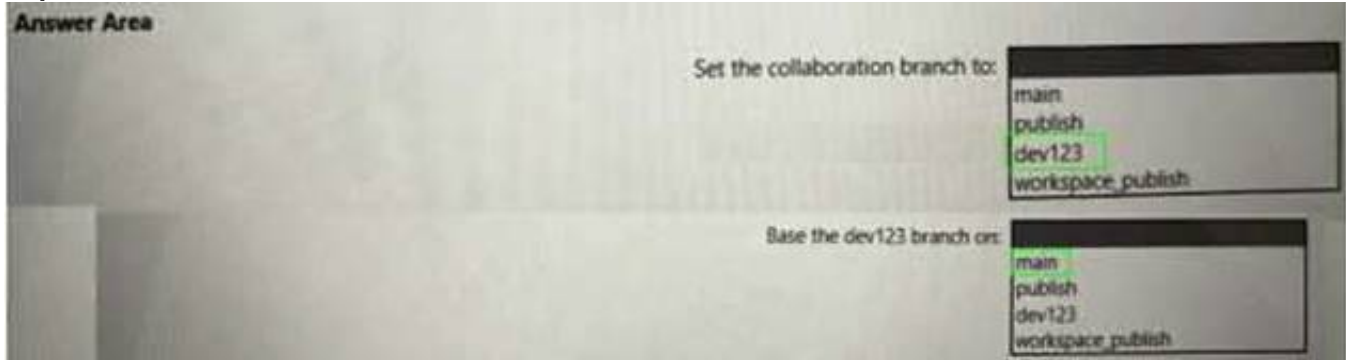 Answer Area
Set the collaboration branch to:
main
publish
dev123
workspace_publish
Base the dev123 branch on:
main
publish
dev123
workspace_publish